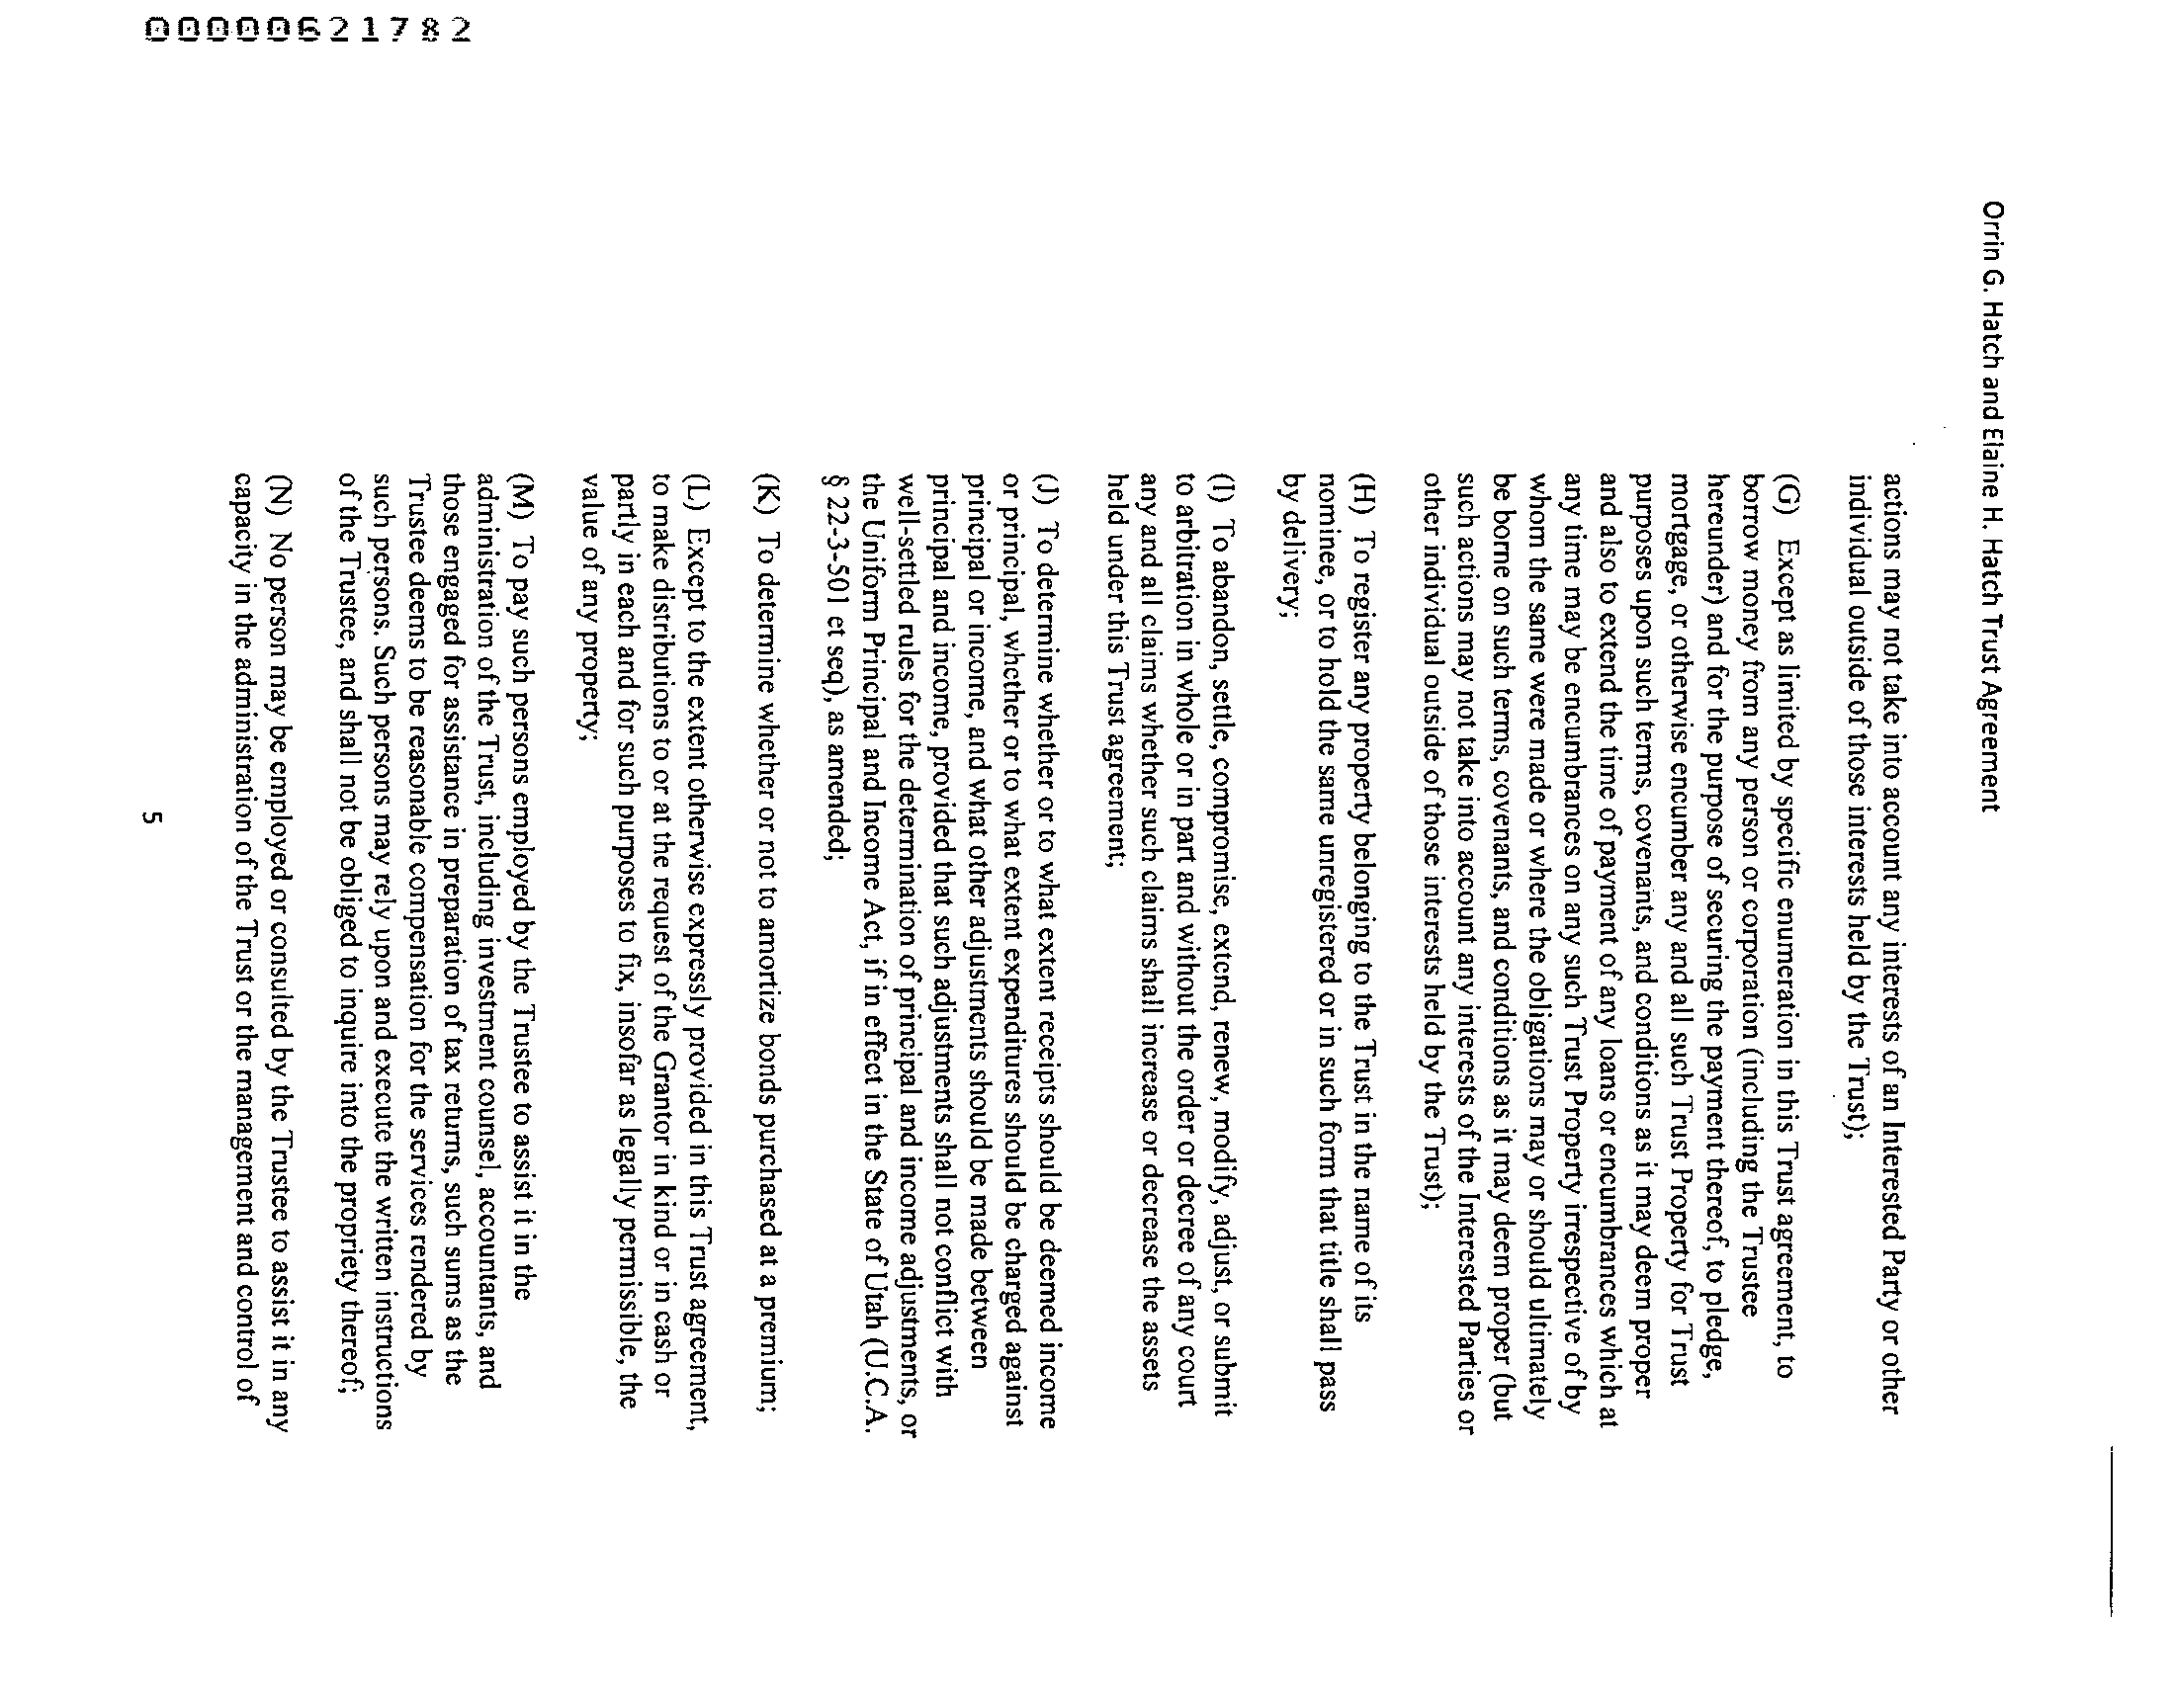 Orrin G. Hatch and Elaine H. Hatch Trust Agreement
actions may not take into account any interests of an Interested Party or other
individual outside of those interests held by the Trust);
(G) Except as limited by specific enumeration in this Trust agreement, to
borrow money from any person or corporation (including the Trustee
hereunder) and for the purpose of securing the payment thereof, to pledge,
mortgage, or otherwise encumber any and all such Trust Property for Trust
purposes upon such terms, covenants, and conditions as it may deem proper
and also to extend the time of payment of any loans or encumbrances which at
any time may be encumbrances on any such Trust Property irrespective of by
whom the same were made or where the obligations may or should ultimately
be borne on such terms, covenants, and conditions as it may deem proper (but
such actions may not take into account any interests of the Interested Parties or
other individual outside of those interests held by the Trust);
(H) To register any property belonging to the Trust in the name of its
nominee, or to hold the same unregistered or in such form that title shall pass
by delivery;
(I) To abandon, settle, compromise, extend, renew, modify, adjust, or submit
to arbitration in whole or in part and without the order or decree of any court
any and all claims whether such claims shall increase or decrease the assets
held under this Trust agreement;
(J) To determine whether or to what extent receipts should be deemed income
or principal, whether or to what extent expenditures should be charged against
principal or income, and what other adjustments should be made between
principal and income, provided that such adjustments shall not conflict with
well-settled rules for the determination of principal and income adjustments, or
the Uniform Principal and Income Act, if in effect in the State of Utah (U.C.A.
§ 22-3-501 et seq), as amended;
(K) To determine whether or not to amortize bonds purchased at a premium;
(L) Except to the extent otherwise expressly provided in this Trust agreement,
to make distributions to or at the request of the Grantor in kind or in cash or
partly in each and for such purposes to fix, insofar as legally permissible, the
value of any property;
(M) To pay such persons employed by the Trustee to assist it in the
administration of the Trust, including investment counsel, accountants, and
those engaged for assistance in preparation of tax returns, such sums as the
Trustee deems to be reasonable compensation for the services rendered by
such persons. Such persons may rely upon and execute the written instructions
of the Trustee, and shall not be obliged to inquire into the propriety thereof;
(N) No person may be employed or consulted by the Trustee to assist it in any
capacity in the administration of the Trust or the management and control of
5
00000621782